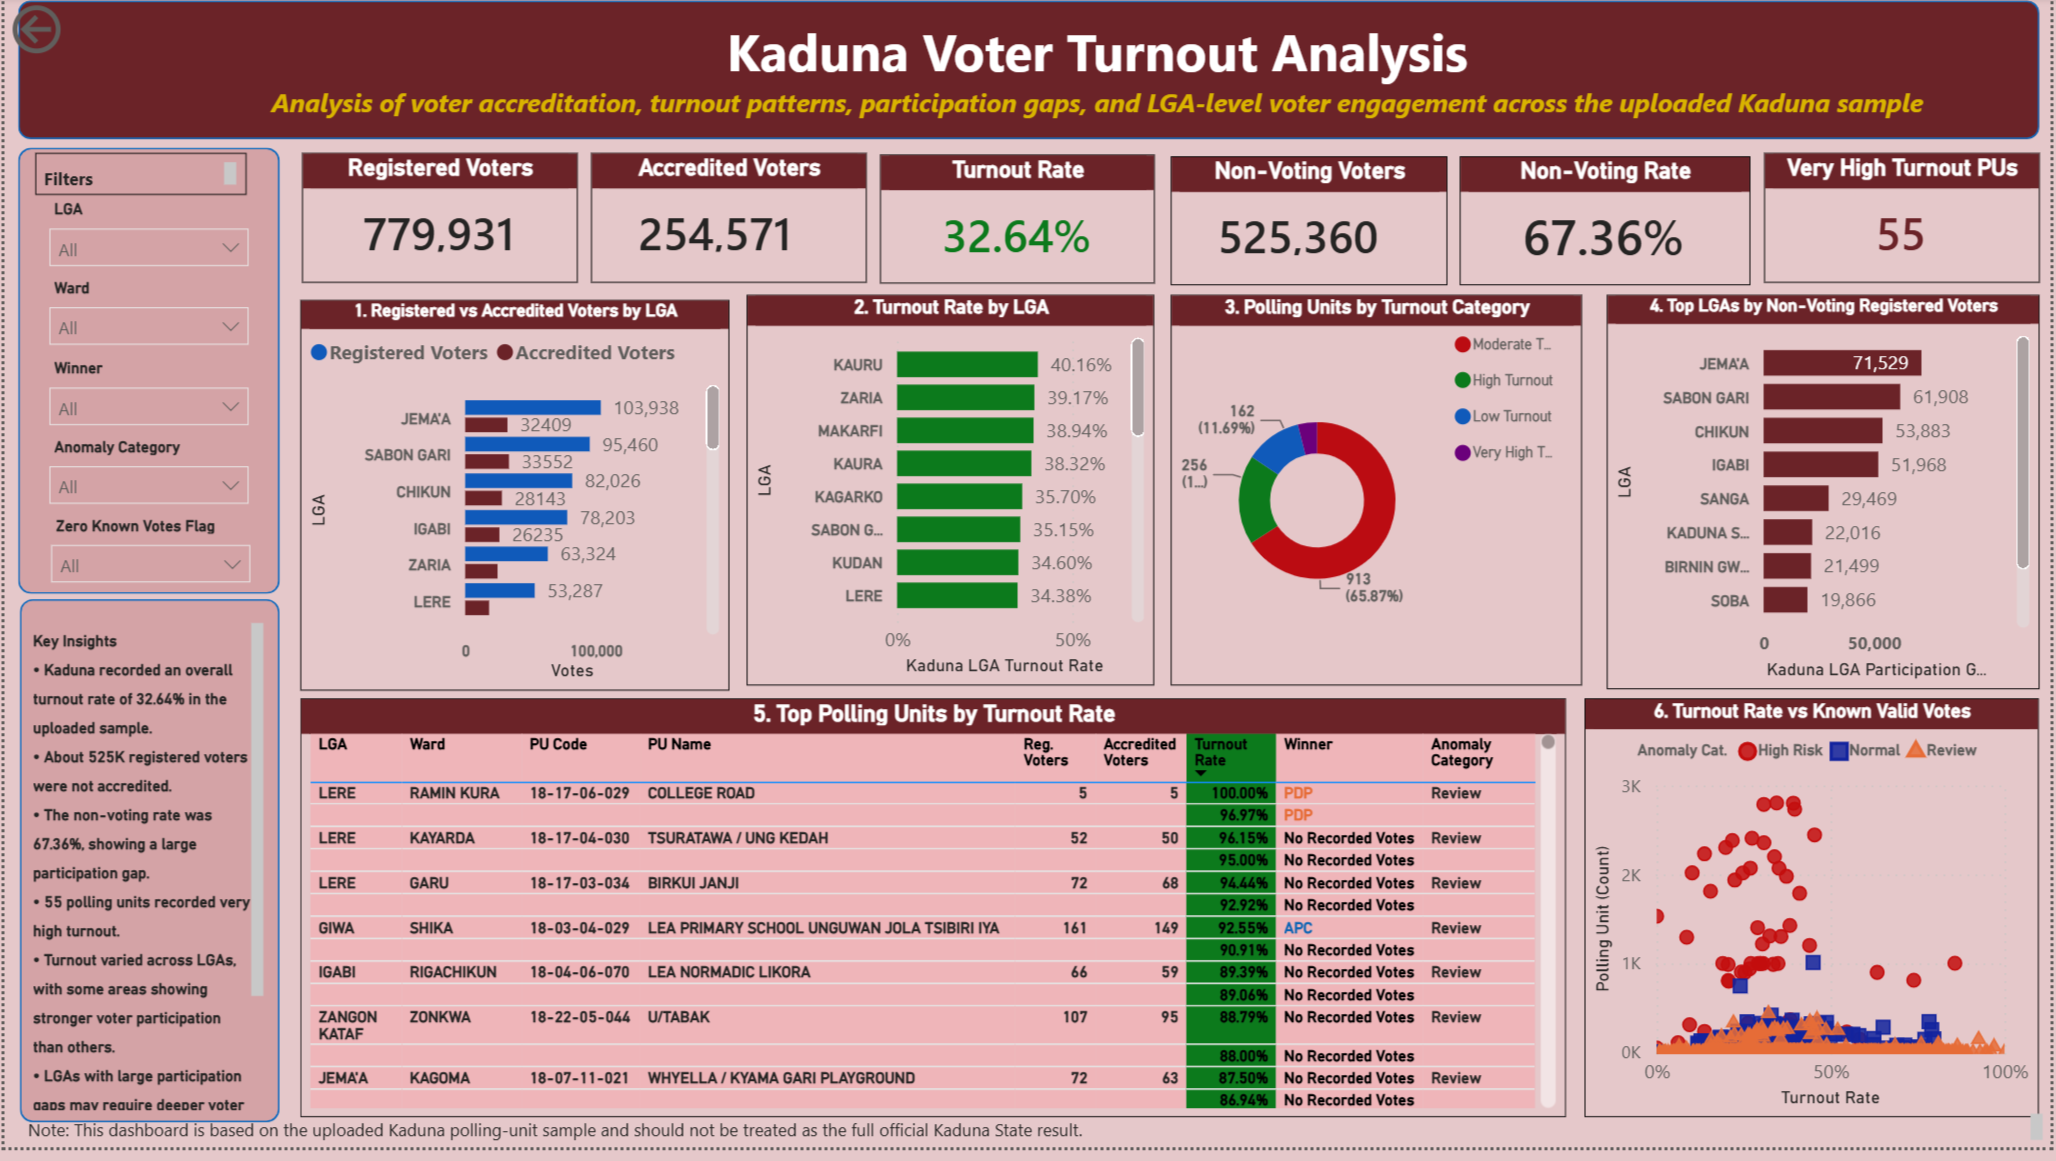 Kaduna Voter Turnout Analysis
Analysis of voter accreditation, turnout patterns, participation gaps, and LGA-level voter engagement across the uploaded Kaduna sample
Filters
LGA
All
Ward
All
Winner
All
Anomaly Category
All
Zero Known Votes Flag
All
Key Insights
• Kaduna recorded an overall
turnout rate of 32.64% in the
uploaded sample.
• About 525K registered voters
were not accredited.
• The non-voting rate was
67.36%, showing a large
participation gap.
• 55 polling units recorded very
high turnout.
• Turnout varied across LGAs,
with some areas showing
stronger voter participation
than others.
• LGAs with large participation
gaps may require deeper voter
Registered Voters
779,931
Accredited Voters
254,571
Turnout Rate
32.64%
Non-Voting Voters
525,360
Non-Voting Rate
67.36%
Very High Turnout PUs
55
1. Registered vs Accredited Voters by LGA
Registered Voters Accredited Voters
LGA
JEMA'A 103,938 32409
SABON GARI 95,460 33552
CHIKUN 82,026 28143
IGABI 78,203 26235
ZARIA 63,324
LERE 53,287
0 100,000
Votes
2. Turnout Rate by LGA
LGA
KAURU 40.16%
ZARIA 39.17%
MAKARFI 38.94%
KAURA 38.32%
KAGARKO 35.70%
SABON G... 35.15%
KUDAN 34.60%
LERE 34.38%
0% 50%
Kaduna LGA Turnout Rate
3. Polling Units by Turnout Category
Moderate T...
High Turnout
Low Turnout
Very High T...
162
(11.69%)
256
(1...)
913
(65.87%)
4. Top LGAs by Non-Voting Registered Voters
LGA
JEMA'A 71,529
SABON GARI 61,908
CHIKUN 53,883
IGABI 51,968
SANGA 29,469
KADUNA S... 22,016
BIRNIN GW... 21,499
SOBA 19,866
0 50,000
Kaduna LGA Participation G...
5. Top Polling Units by Turnout Rate
LGA Ward PU Code PU Name Reg. Voters Accredited Voters Turnout Rate Winner Anomaly Category
LERE RAMIN KURA 18-17-06-029 COLLEGE ROAD 5 5 100.00% PDP Review
96.97% PDP
LERE KAYARDA 18-17-04-030 TSURATAWA / UNG KEDAH 52 50 96.15% No Recorded Votes Review
95.00% No Recorded Votes
LERE GARU 18-17-03-034 BIRKUI JANJI 72 68 94.44% No Recorded Votes Review
92.92% No Recorded Votes
GIWA SHIKA 18-03-04-029 LEA PRIMARY SCHOOL UNGUWAN JOLA TSIBIRI IYA 161 149 92.55% APC Review
90.91% No Recorded Votes
IGABI RIGACHIKUN 18-04-06-070 LEA NORMADIC LIKORA 66 59 89.39% No Recorded Votes Review
89.06% No Recorded Votes
ZANGON KATAF ZONKWA 18-22-05-044 U/TABAK 107 95 88.79% No Recorded Votes Review
88.00% No Recorded Votes
JEMA'A KAGOMA 18-07-11-021 WHYELLA / KYAMA GARI PLAYGROUND 72 63 87.50% No Recorded Votes Review
86.94% No Recorded Votes
6. Turnout Rate vs Known Valid Votes
Anomaly Cat. High Risk Normal Review
Polling Unit (Count)
3K
2K
1K
0K
0% 50% 100%
Turnout Rate
Note: This dashboard is based on the uploaded Kaduna polling-unit sample and should not be treated as the full official Kaduna State result.